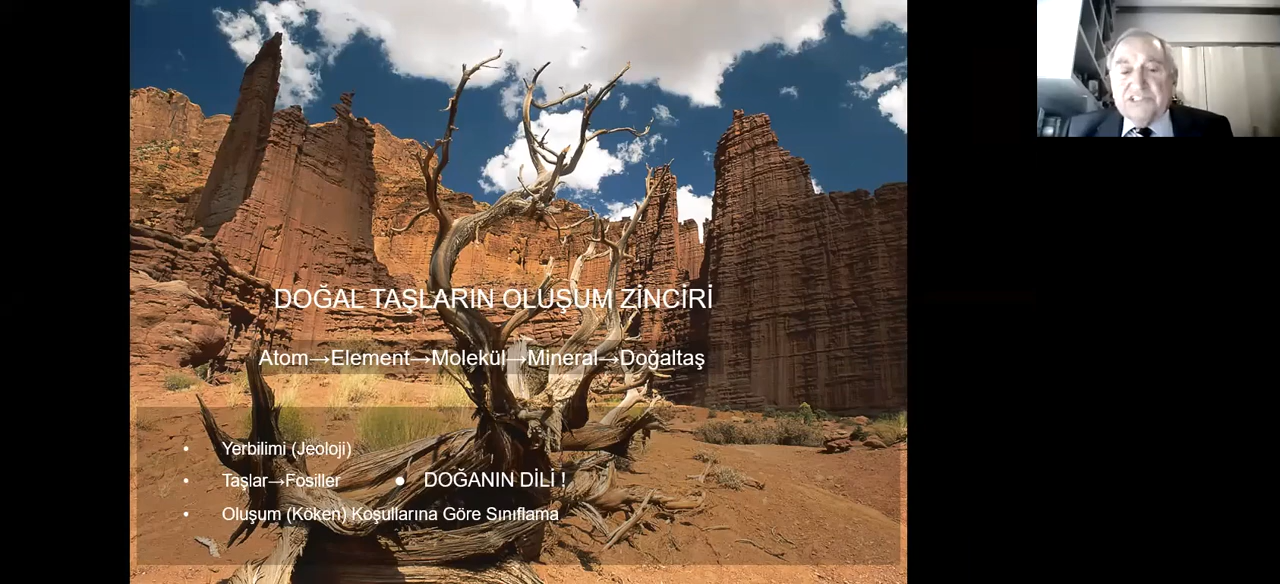 DOĞAL TAŞLARIN OLUŞUM ZİNCİRİ
Atom→Element→Molekül→Mineral→Doğaltaş
• Yerbilimi (Jeoloji)
• Taşlar→Fosiller • DOĞANIN DİLİ !
• Oluşum (Köken) Koşullarına Göre Sınıflama